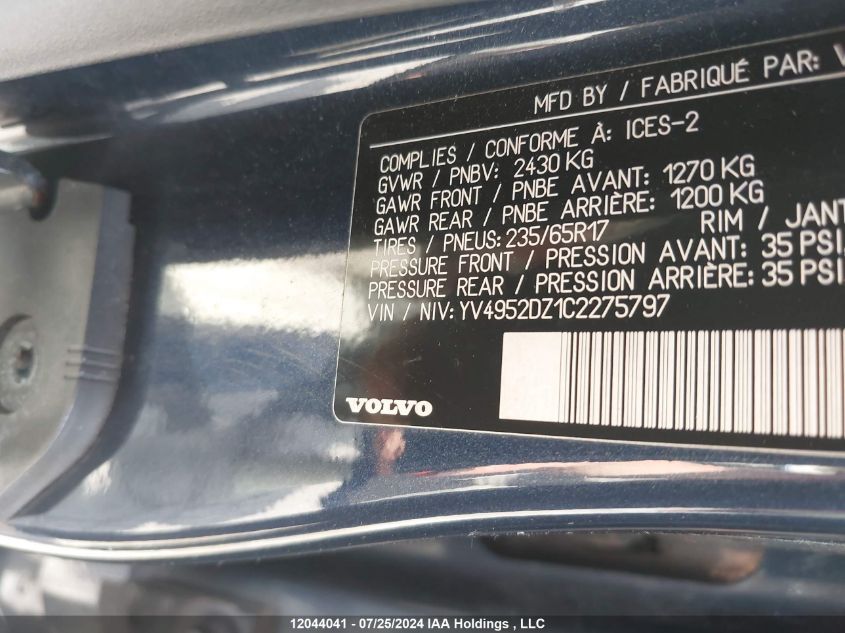 MFD BY / FABRIQUÉ PAR:
COMPLIES / CONFORME À: ICES-2
GVWR / PNBV: 2430 KG
GAWR FRONT / PNBE AVANT: 1270 KG
GAWR REAR / PNBE ARRIÈRE: 1200 KG
TIRES / PNEUS: 235/65R17 RIM / JANT
PRESSURE FRONT / PRESSION AVANT: 35 PSI
PRESSURE REAR / PRESSION ARRIÈRE: 35 PSI
VIN / NIV: YV4952DZ1C2275797
VOLVO
12044041 - 07/25/2024 IAA Holdings , LLC